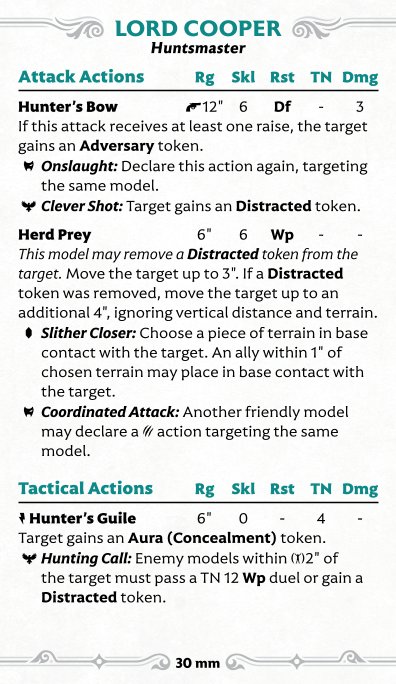 LORD COOPER
Huntsmaster
Attack Actions Rg Skl Rst TN Dmg
Hunter's Bow 12" 6 Df - 3
If this attack receives at least one raise, the target
gains an Adversary token.
Onslaught: Declare this action again, targeting
the same model.
Clever Shot: Target gains an Distracted token.
Herd Prey 6" 6 Wp - -
This model may remove a Distracted token from the
target. Move the target up to 3". If a Distracted
token was removed, move the target up to an
additional 4", ignoring vertical distance and terrain.
Slither Closer: Choose a piece of terrain in base
contact with the target. An ally within 1" of
chosen terrain may place in base contact with
the target.
Coordinated Attack: Another friendly model
may declare a action targeting the same
model.
Tactical Actions Rg Skl Rst TN Dmg
Hunter's Guile 6" 0 - 4 -
Target gains an Aura (Concealment) token.
Hunting Call: Enemy models within 2" of
the target must pass a TN 12 Wp duel or gain a
Distracted token.
30 mm